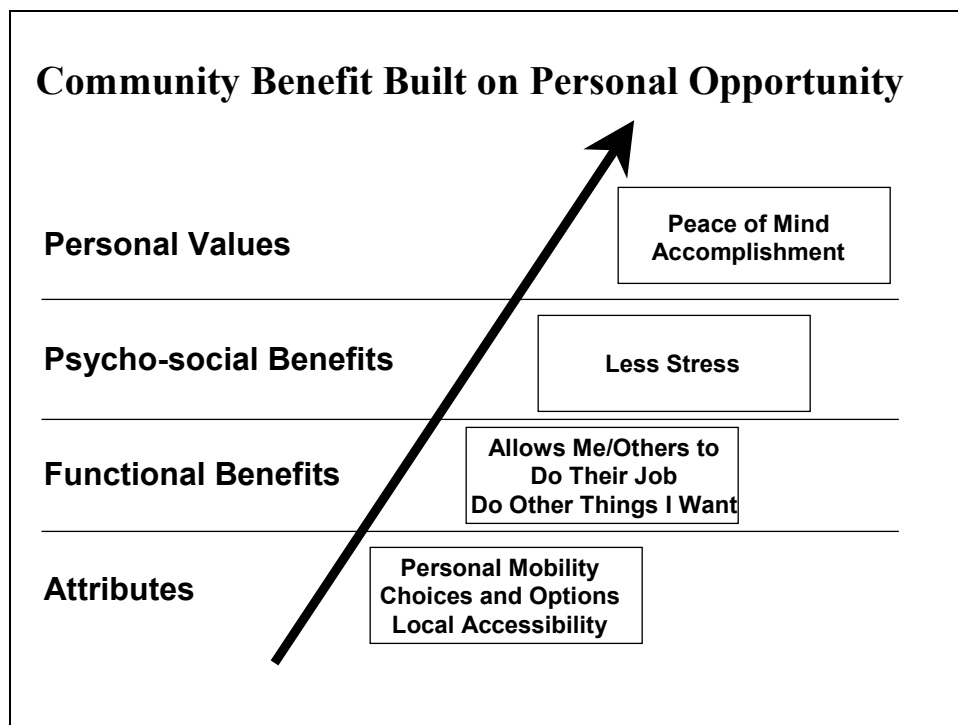 Community Benefit Built on Personal Opportunity
Personal Values
Peace of Mind
Accomplishment
Psycho-social Benefits
Less Stress
Functional Benefits
Allows Me/Others to
Do Their Job
Do Other Things I Want
Attributes
Personal Mobility
Choices and Options
Local Accessibility